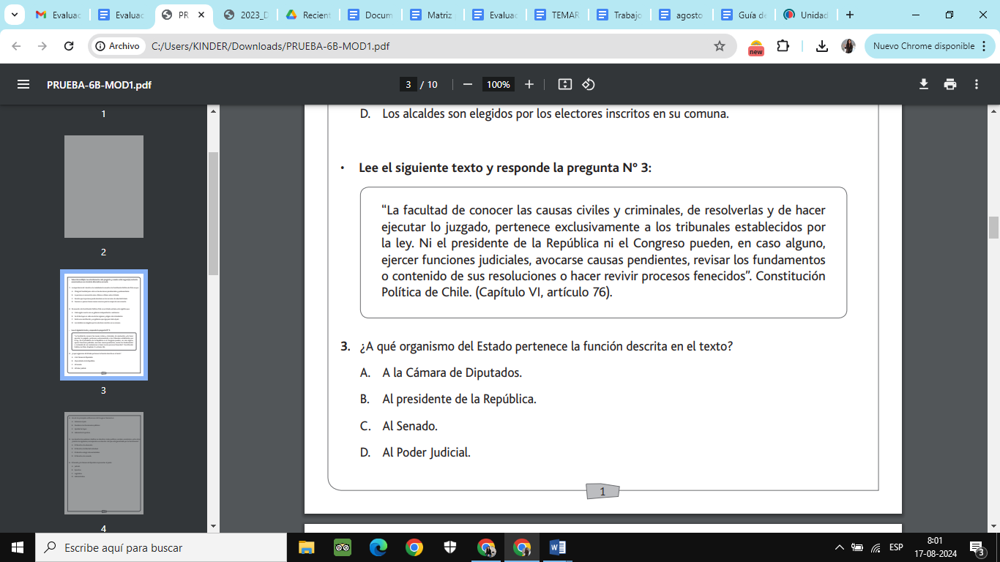 Evaluac
Evaluac
PR
2023_D
Recient
Docum
Matriz
Evaluac
TEMAR
Trabajo
agosto
Guía de
Unidad
Archivo
C:/Users/KINDER/Downloads/PRUEBA-6B-MOD1.pdf
new
Nuevo Chrome disponible
PRUEBA-6B-MOD1.pdf
3 / 10
100%
1
2
3
4
D. Los alcaldes son elegidos por los electores inscritos en su comuna.
• Lee el siguiente texto y responde la pregunta Nº 3:
"La facultad de conocer las causas civiles y criminales, de resolverlas y de hacer
ejecutar lo juzgado, pertenece exclusivamente a los tribunales establecidos por
la ley. Ni el presidente de la República ni el Congreso pueden, en caso alguno,
ejercer funciones judiciales, avocarse causas pendientes, revisar los fundamentos
o contenido de sus resoluciones o hacer revivir procesos fenecidos". Constitución
Política de Chile. (Capítulo VI, artículo 76).
3. ¿A qué organismo del Estado pertenece la función descrita en el texto?
A. A la Cámara de Diputados.
B. Al presidente de la República.
C. Al Senado.
D. Al Poder Judicial.
1
Escribe aquí para buscar
ESP
8:01
17-08-2024
3